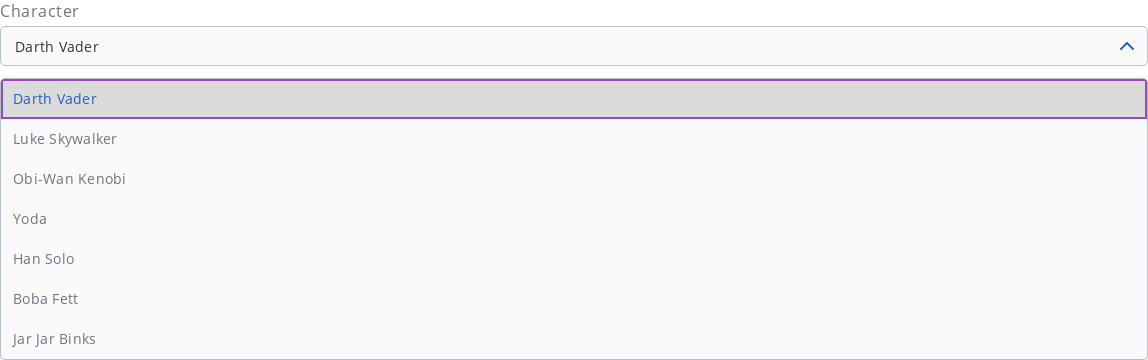 Character
Darth Vader
Darth Vader
Luke Skywalker
Obi-Wan Kenobi
Yoda
Han Solo
Boba Fett
Jar Jar Binks